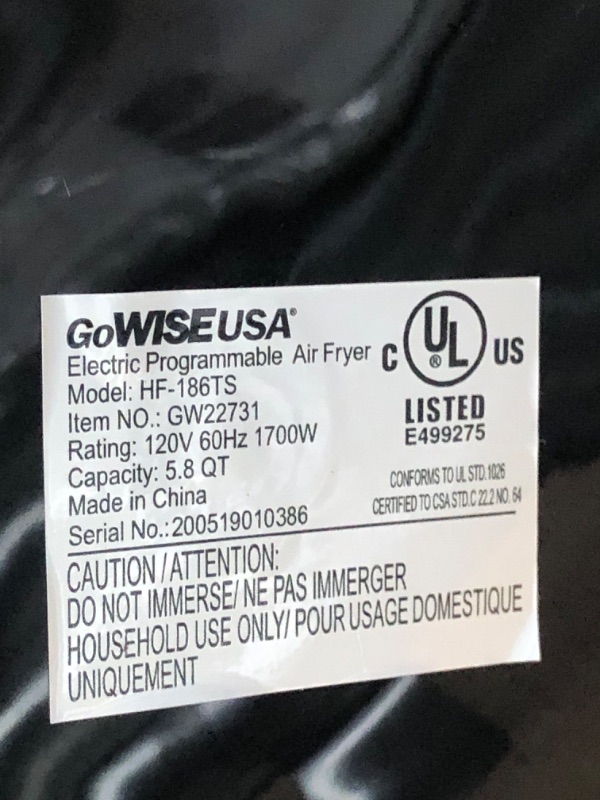 GoWISEUSA®
Electric Programmable Air Fryer
Model: HF-186TS
Item NO.: GW22731
Rating: 120V 60Hz 1700W
Capacity: 5.8 QT
Made in China
Serial No.:200519010386
C UL® US
LISTED
E499275
CONFORMS TO UL STD.1026
CERTIFIED TO CSA STD.C 22.2 NO. 64
CAUTION/ATTENTION:
DO NOT IMMERSE/ NE PAS IMMERGER
HOUSEHOLD USE ONLY/ POUR USAGE DOMESTIQUE
UNIQUEMENT